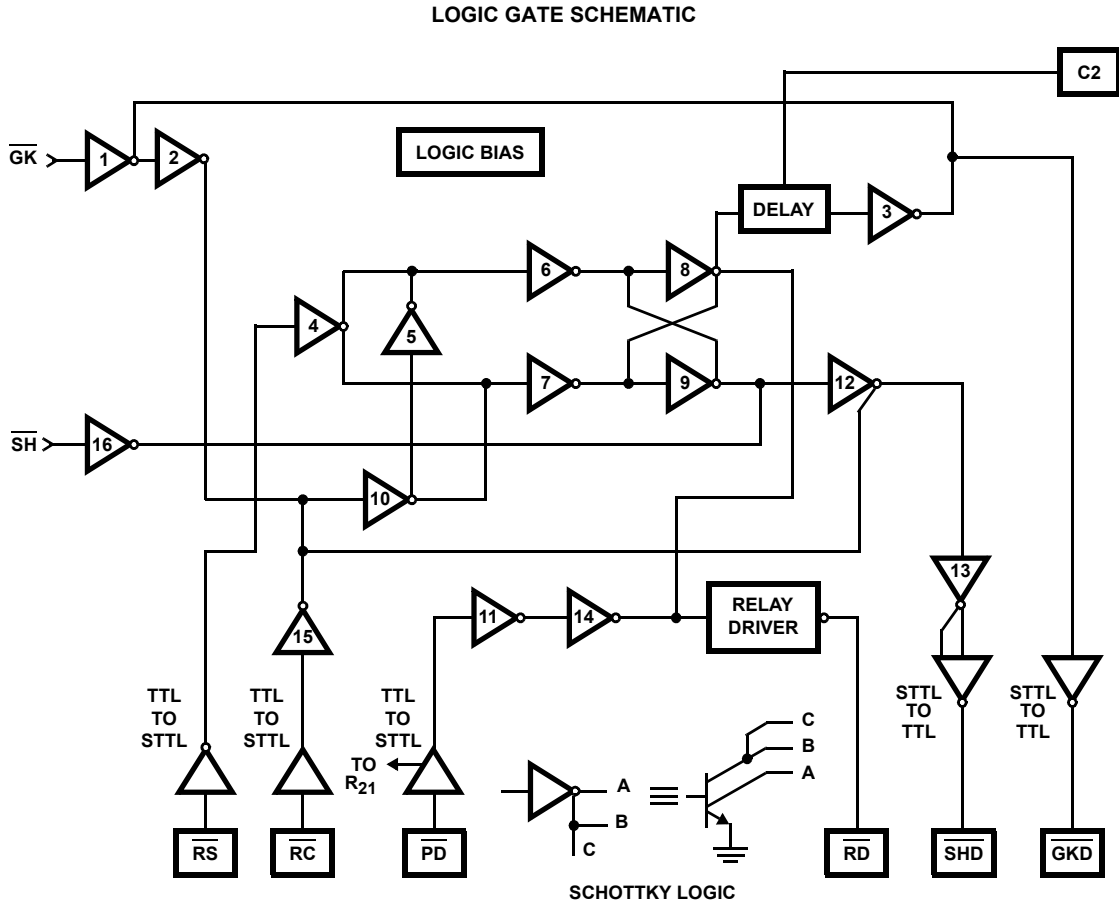 LOGIC GATE SCHEMATIC
C2
GK
1
2
LOGIC BIAS
DELAY
3
6
8
4
5
7
9
12
SH
16
10
13
11
14
RELAY
DRIVER
15
TTL
TO
STTL
TTL
TO
STTL
TTL
TO
STTL
STTL
TO
TTL
STTL
TO
TTL
TO
R21
A
B
C
C
B
A
RS
RC
PD
RD
SHD
GKD
SCHOTTKY LOGIC